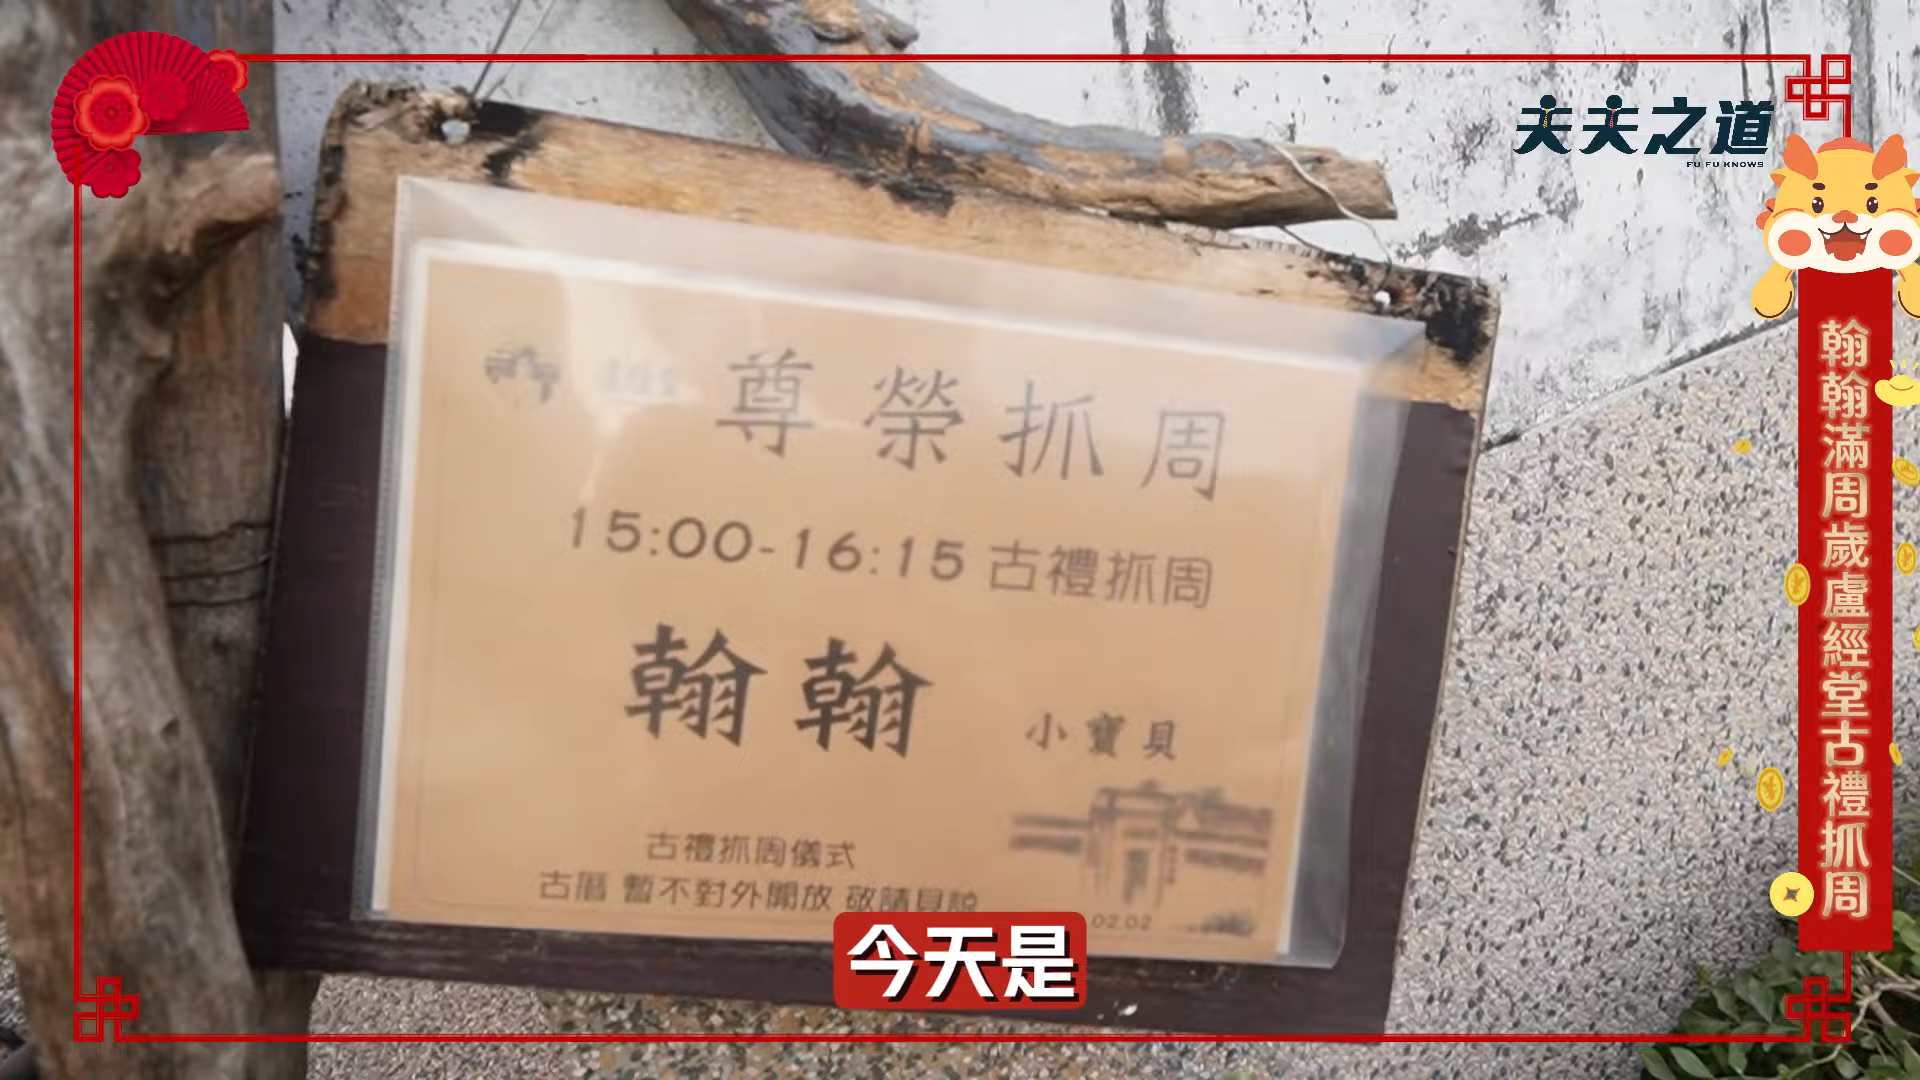 夫夫之道
FU FU KNOWS
尊榮抓周
15:00-16:15 古禮抓周
翰翰 小寶貝
古禮抓周儀式
古厝 暫不對外開放 敬請見諒
02.02
今天是
翰翰滿周歲盧經堂古禮抓周